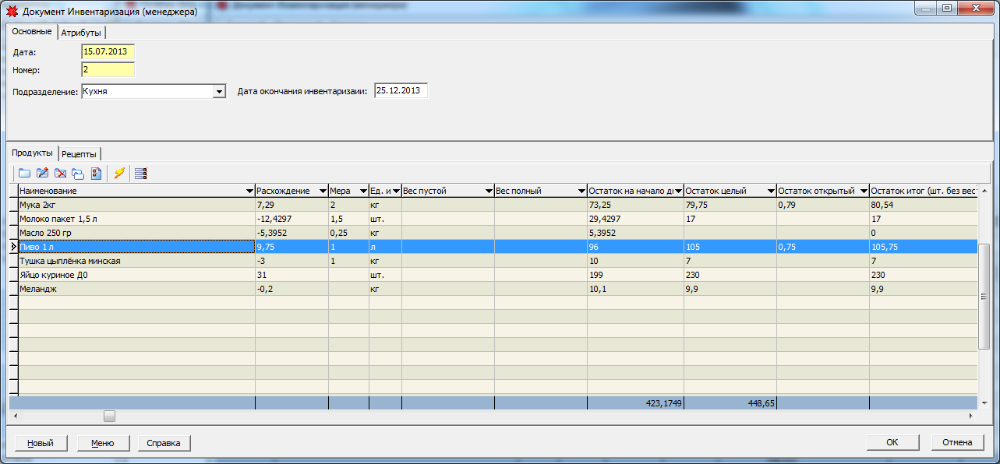 Документ Инвентаризация (менеджера)
Основные Атрибуты
Дата: 15.07.2013
Номер: 2
Подразделение: Кухня Дата окончания инвентаризаии: 25.12.2013
Продукты Рецепты
Наименование Расхождение Мера Ед. и Вес пустой Вес полный Остаток на начало д Остаток целый Остаток открытый Остаток итог (шт. без вес
Мука 2кг 7,29 2 кг 73,25 79,75 0,79 80,54
Молоко пакет 1,5 л -12,4297 1,5 шт. 29,4297 17 17
Масло 250 гр -5,3952 0,25 кг 5,3952 0
Пиво 1 л 9,75 1 л 96 105 0,75 105,75
Тушка цыплёнка минская -3 1 кг 10 7 7
Яйцо куриное Д0 31 шт. 199 230 230
Меландж -0,2 кг 10,1 9,9 9,9
423,1749 448,65
Новый Меню Справка ОК Отмена